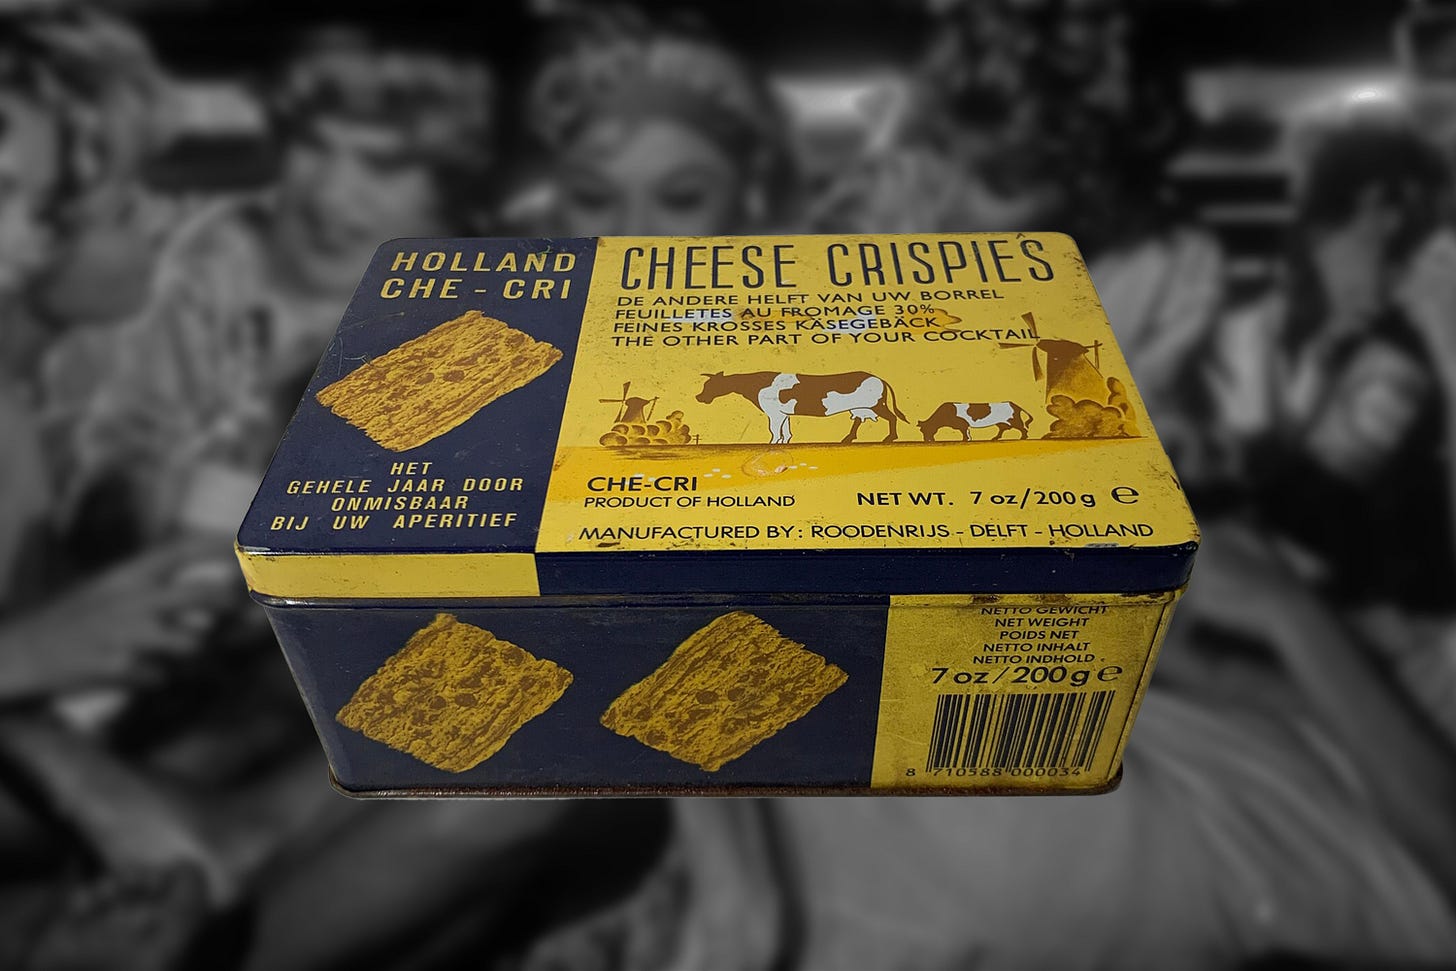 HOLLAND
CHE - CRI
HET
GEHELE JAAR DOOR
ONMISBAAR
BIJ UW APERITIEF
CHEESE CRISPIES
DE ANDERE HELFT VAN UW BORREL
FEUILLETES AU FROMAGE 30%
FEINES KROSSES KÄSEGEBÄCK
THE OTHER PART OF YOUR COCKTAIL
CHE-CRI
PRODUCT OF HOLLAND
NET WT. 7 oz/200g ℮
MANUFACTURED BY: ROODENRIJS - DELFT - HOLLAND
NETTO GEWICHT
NET WEIGHT
POIDS NET
NETTO INHALT
NETTO INDHOLD
7 oz/200g ℮
8 710588 000034